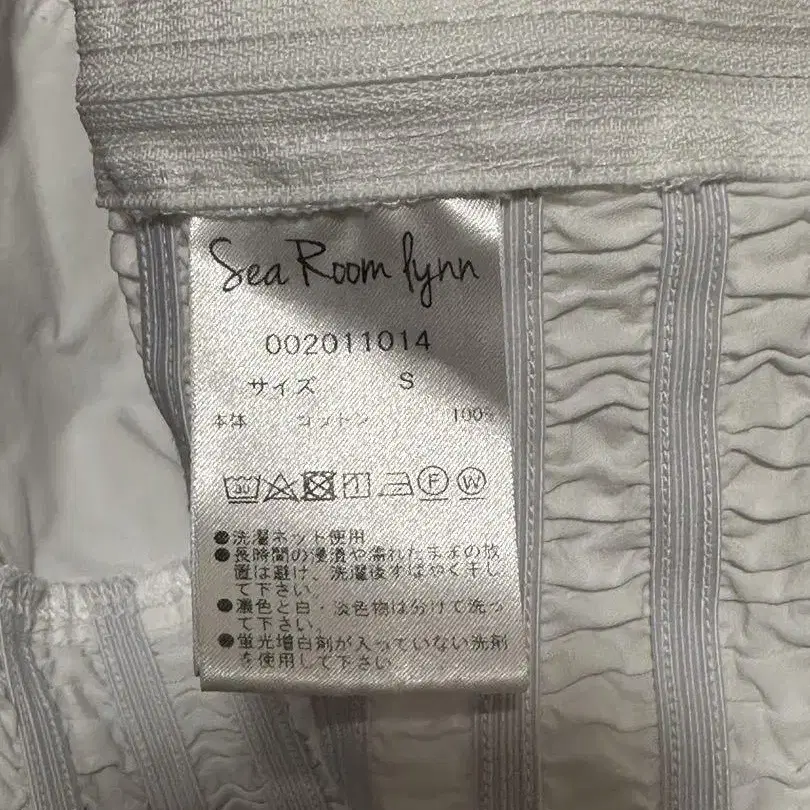 Sea Room lynn
002011014
サイズ S
本体 コットン 100%
30 F W
●洗濯ネット使用
●長時間の浸漬や濡れたままの放
置は避け、洗濯後すばやく干し
て下さい。
●濃色と白・淡色物は分けて洗っ
て下さい。
●蛍光増白剤が入っていない洗剤
を使用して下さい